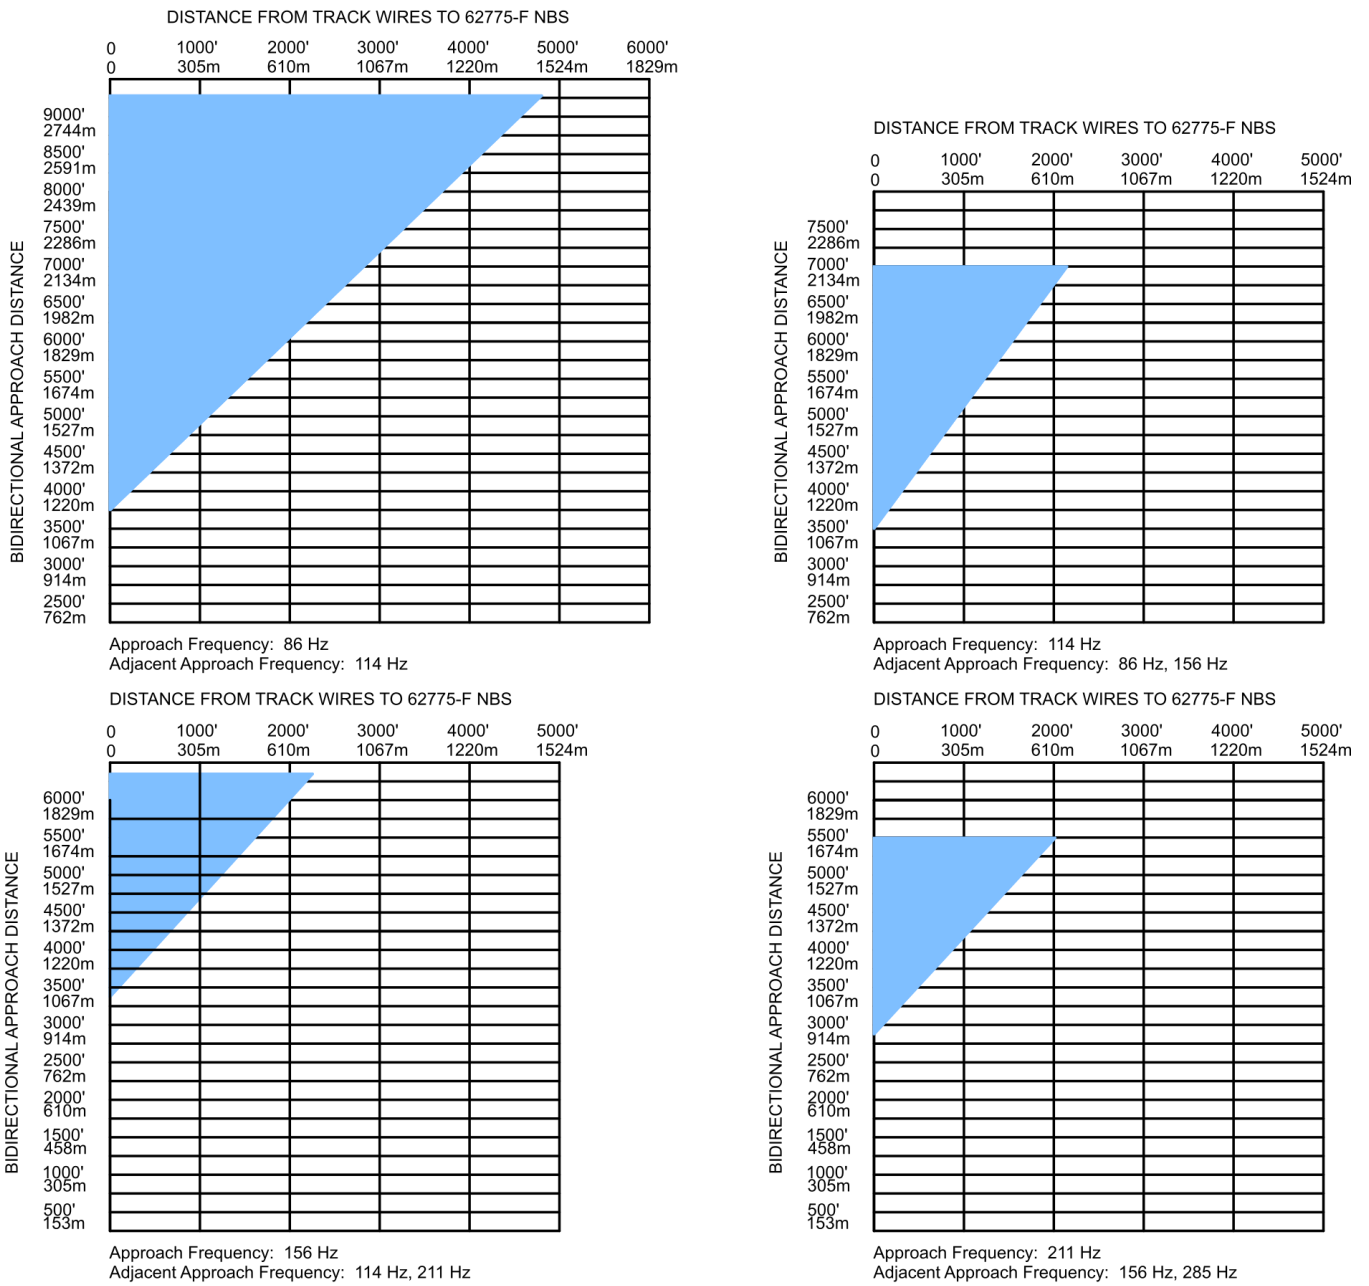 DISTANCE FROM TRACK WIRES TO 62775-F NBS
0 1000' 2000' 3000' 4000' 5000' 6000'
0 305m 610m 1067m 1220m 1524m 1829m
BIDIRECTIONAL APPROACH DISTANCE
9000'
2744m
8500'
2591m
8000'
2439m
7500'
2286m
7000'
2134m
6500'
1982m
6000'
1829m
5500'
1674m
5000'
1527m
4500'
1372m
4000'
1220m
3500'
1067m
3000'
914m
2500'
762m
Approach Frequency: 86 Hz
Adjacent Approach Frequency: 114 Hz
DISTANCE FROM TRACK WIRES TO 62775-F NBS
0 1000' 2000' 3000' 4000' 5000'
0 305m 610m 1067m 1220m 1524m
BIDIRECTIONAL APPROACH DISTANCE
7500'
2286m
7000'
2134m
6500'
1982m
6000'
1829m
5500'
1674m
5000'
1527m
4500'
1372m
4000'
1220m
3500'
1067m
3000'
914m
2500'
762m
Approach Frequency: 114 Hz
Adjacent Approach Frequency: 86 Hz, 156 Hz
DISTANCE FROM TRACK WIRES TO 62775-F NBS
0 1000' 2000' 3000' 4000' 5000'
0 305m 610m 1067m 1220m 1524m
BIDIRECTIONAL APPROACH DISTANCE
6000'
1829m
5500'
1674m
5000'
1527m
4500'
1372m
4000'
1220m
3500'
1067m
3000'
914m
2500'
762m
2000'
610m
1500'
458m
1000'
305m
500'
153m
Approach Frequency: 156 Hz
Adjacent Approach Frequency: 114 Hz, 211 Hz
DISTANCE FROM TRACK WIRES TO 62775-F NBS
0 1000' 2000' 3000' 4000' 5000'
0 305m 610m 1067m 1220m 1524m
BIDIRECTIONAL APPROACH DISTANCE
6000'
1829m
5500'
1674m
5000'
1527m
4500'
1372m
4000'
1220m
3500'
1067m
3000'
914m
2500'
762m
2000'
610m
1500'
458m
1000'
305m
500'
153m
Approach Frequency: 211 Hz
Adjacent Approach Frequency: 156 Hz, 285 Hz